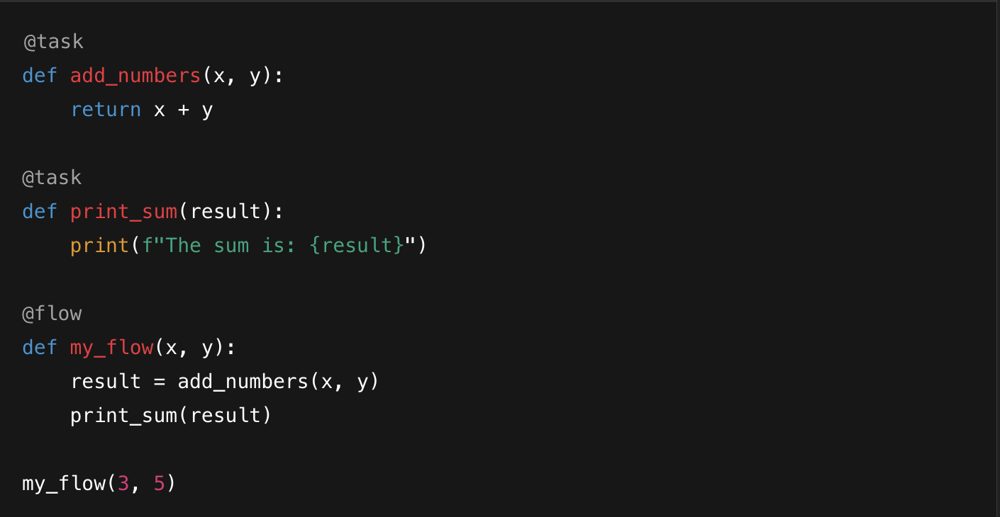 @task
def add_numbers(x, y):
    return x + y
@task
def print_sum(result):
    print(f"The sum is: {result}")
@flow
def my_flow(x, y):
    result = add_numbers(x, y)
    print_sum(result)
my_flow(3, 5)